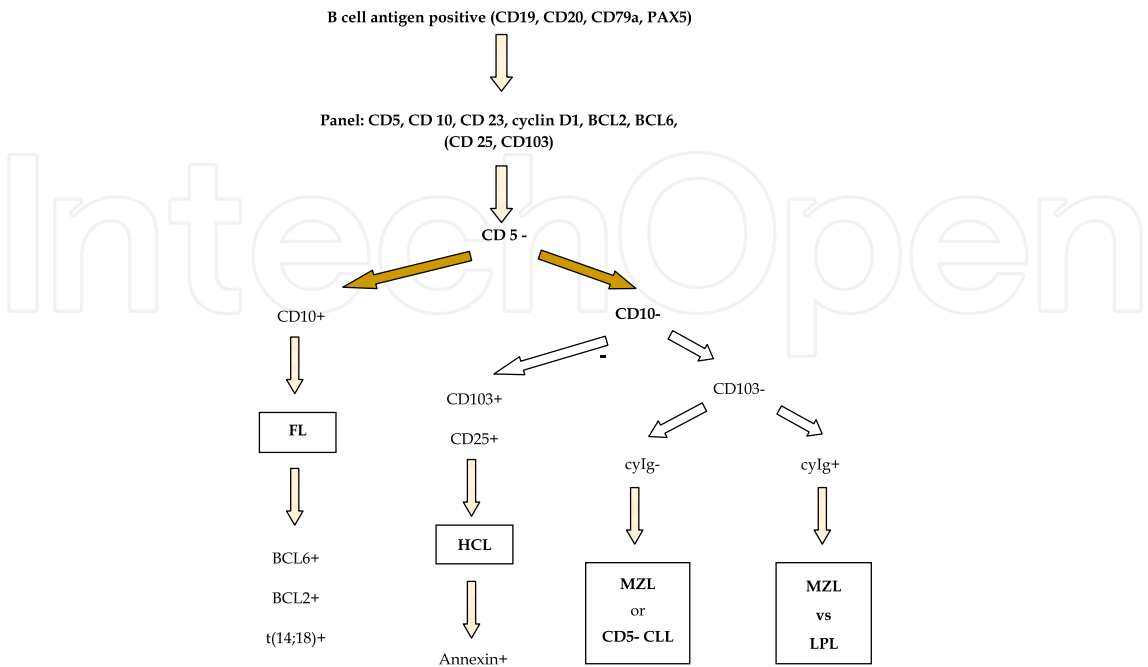 B cell antigen positive (CD19, CD20, CD79a, PAX5)
Panel: CD5, CD 10, CD 23, cyclin D1, BCL2, BCL6,
(CD 25, CD103)
IntechOpen
CD 5 -
CD10+
CD10-
-
CD103+
CD103-
CD25+
FL
cyIg-
cyIg+
HCL
BCL6+
BCL2+
t(14;18)+
Annexin+
MZL
or
CD5- CLL
MZL
vs
LPL